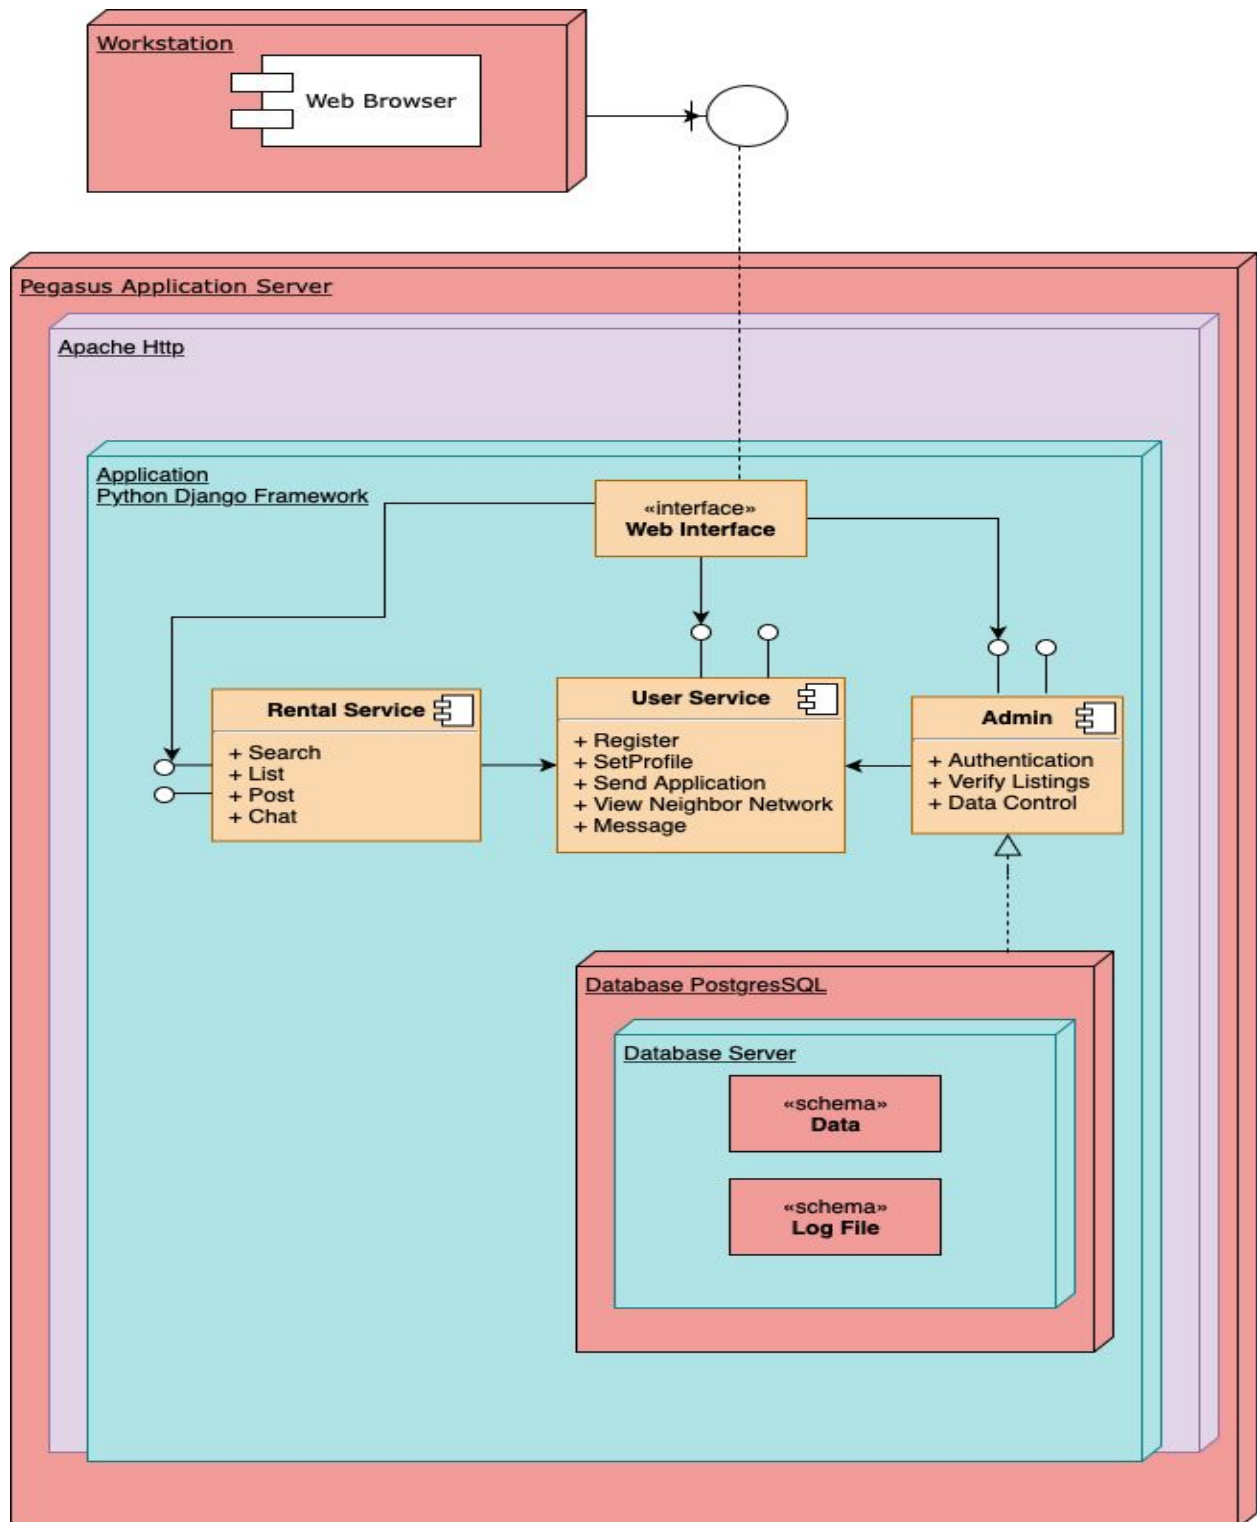 Workstation
Web Browser
Pegasus Application Server
Apache Http
Application
Python Django Framework
«interface»
Web Interface
Rental Service
+ Search
+ List
+ Post
+ Chat
User Service
+ Register
+ SetProfile
+ Send Application
+ View Neighbor Network
+ Message
Admin
+ Authentication
+ Verify Listings
+ Data Control
Database PostgresSQL
Database Server
«schema»
Data
«schema»
Log File